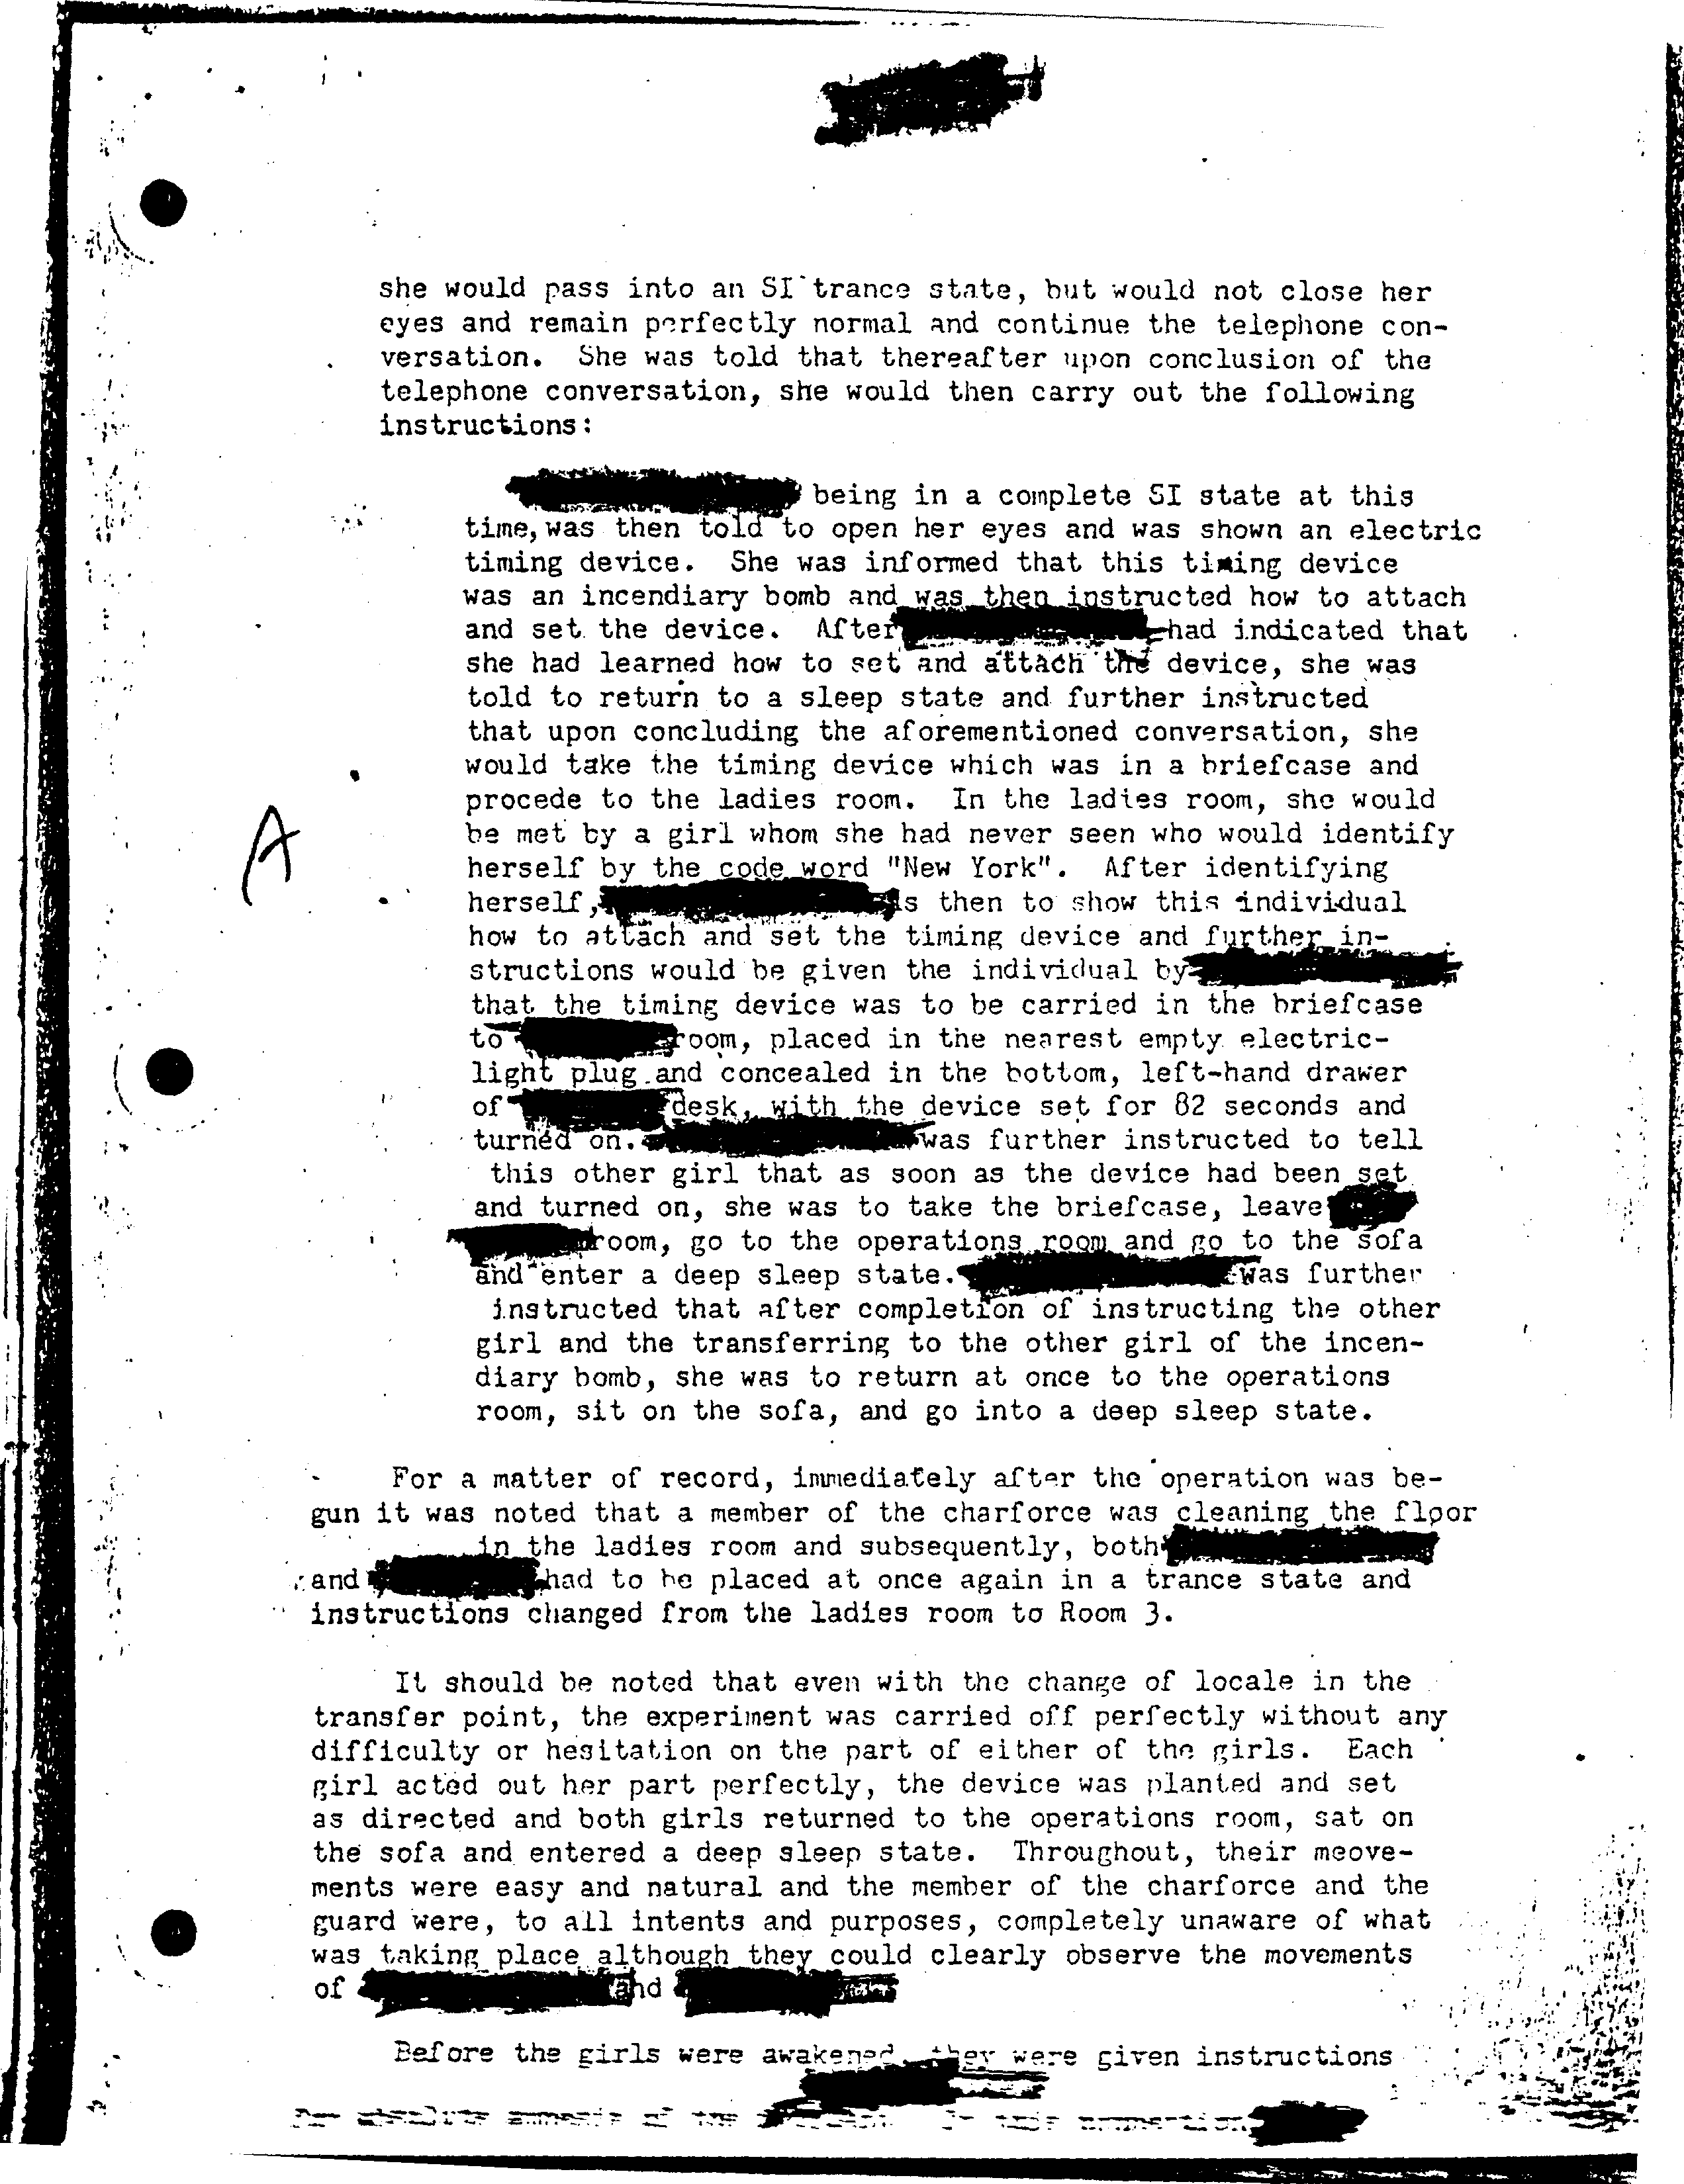 she would pass into an SI trance state, but would not close her
eyes and remain perfectly normal and continue the telephone con-
versation. She was told that thereafter upon conclusion of the
telephone conversation, she would then carry out the following
instructions:
being in a complete SI state at this
time, was then told to open her eyes and was shown an electric
timing device. She was informed that this timing device
was an incendiary bomb and was then instructed how to attach
and set the device. After had indicated that
she had learned how to set and attach the device, she was
told to return to a sleep state and further instructed
that upon concluding the aforementioned conversation, she
would take the timing device which was in a briefcase and
procede to the ladies room. In the ladies room, she would
be met by a girl whom she had never seen who would identify
herself by the code word "New York". After identifying
herself, is then to show this individual
how to attach and set the timing device and further in-
structions would be given the individual by
that the timing device was to be carried in the briefcase
to room, placed in the nearest empty electric-
light plug and concealed in the bottom, left-hand drawer
of desk, with the device set for 82 seconds and
turned on. was further instructed to tell
this other girl that as soon as the device had been set
and turned on, she was to take the briefcase, leave
room, go to the operations room and go to the sofa
and enter a deep sleep state. was further
instructed that after completion of instructing the other
girl and the transferring to the other girl of the incen-
diary bomb, she was to return at once to the operations
room, sit on the sofa, and go into a deep sleep state.
A
For a matter of record, immediately after the operation was be-
gun it was noted that a member of the charforce was cleaning the floor
in the ladies room and subsequently, both
and had to be placed at once again in a trance state and
instructions changed from the ladies room to Room 3.
It should be noted that even with the change of locale in the
transfer point, the experiment was carried off perfectly without any
difficulty or hesitation on the part of either of the girls. Each
girl acted out her part perfectly, the device was planted and set
as directed and both girls returned to the operations room, sat on
the sofa and entered a deep sleep state. Throughout, their meove-
ments were easy and natural and the member of the charforce and the
guard were, to all intents and purposes, completely unaware of what
was taking place although they could clearly observe the movements
of and
Before the girls were awakened, they were given instructions